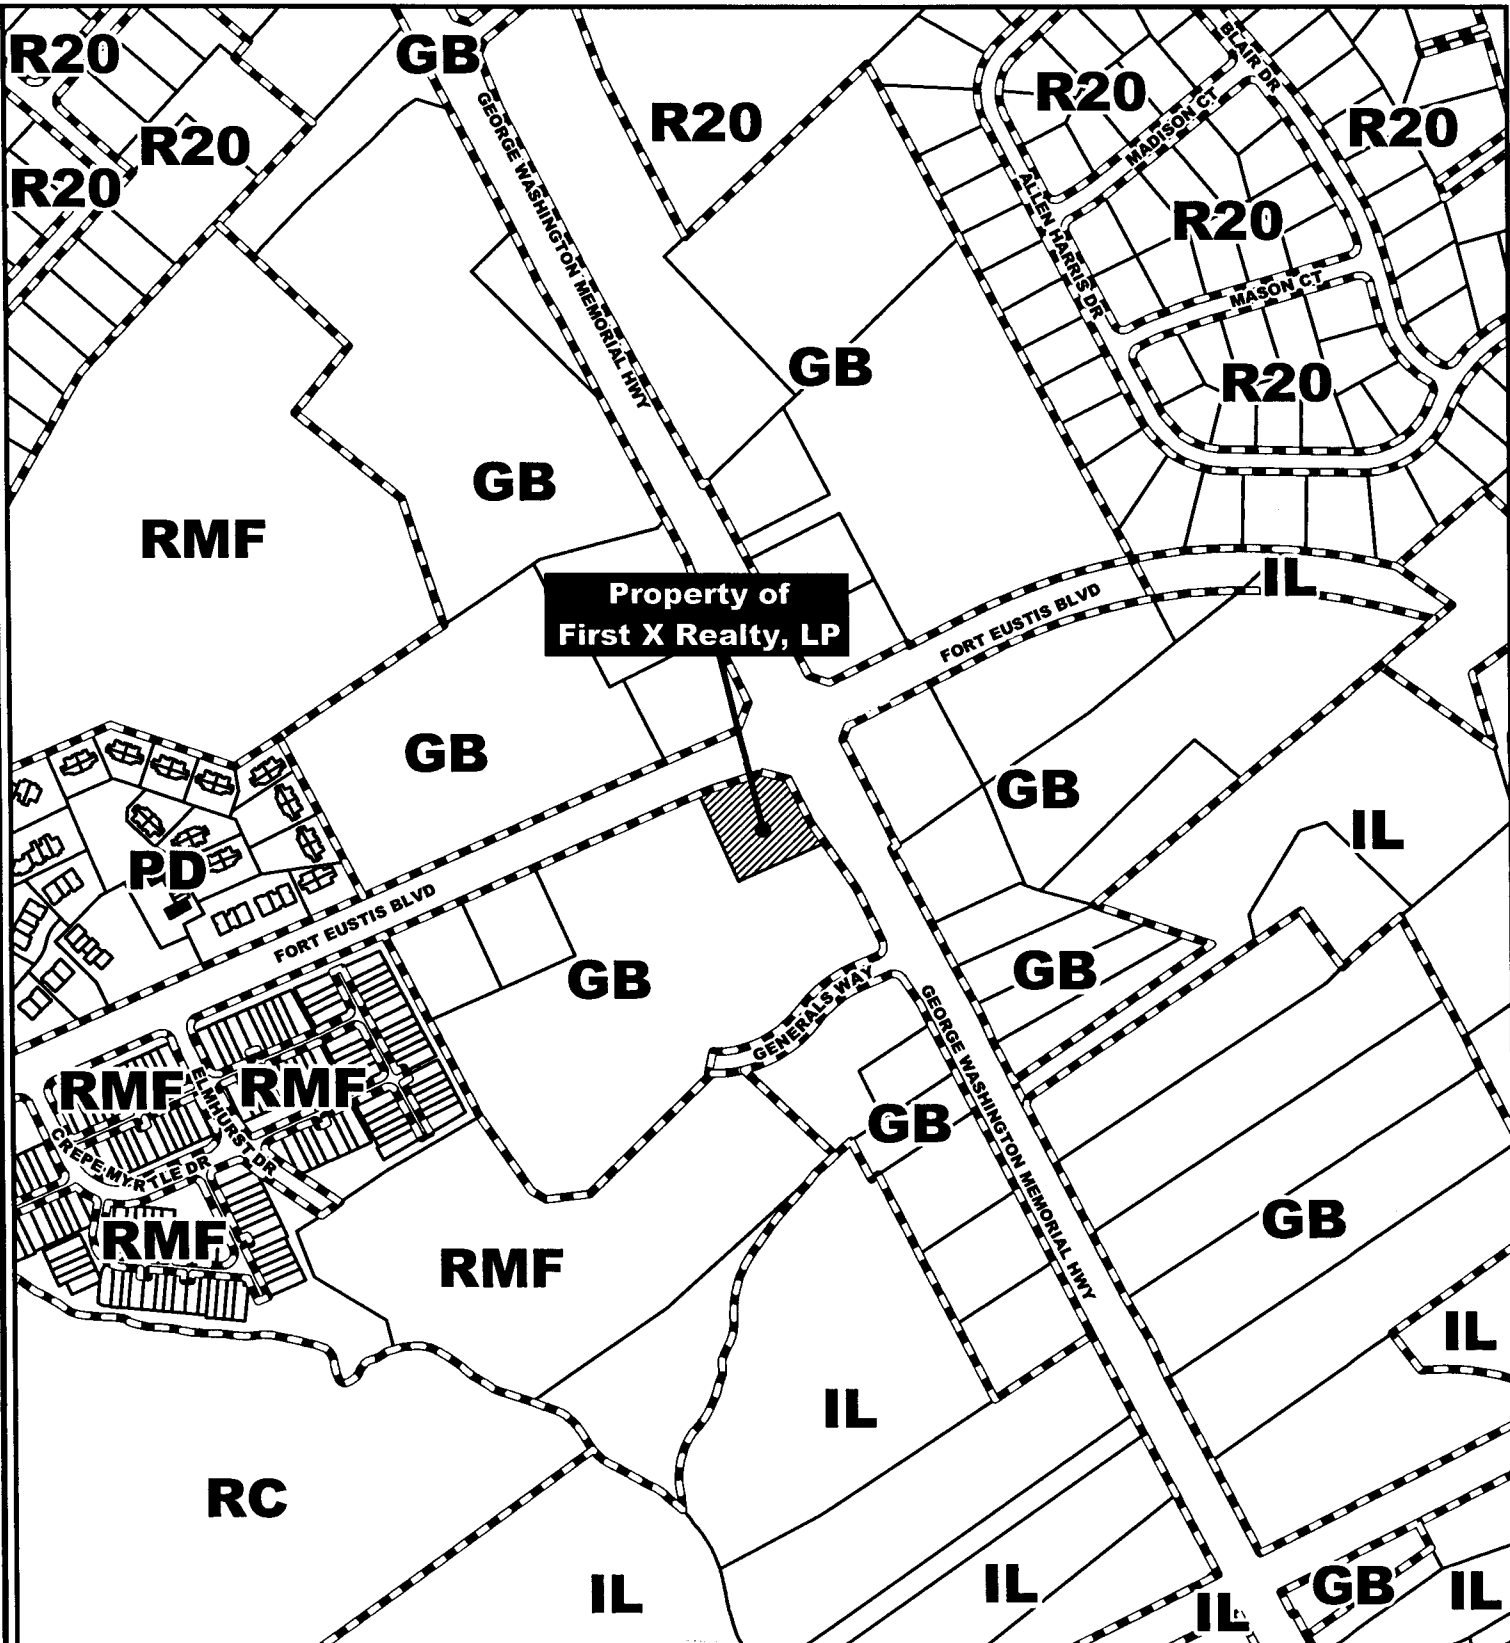 R20
GB
R20
R20
R20
R20
R20
R20
BLAIR DR
MADISON CT
GEORGE WASHINGTON MEMORIAL HWY
ALLEN HARRIS DR
R20
MASON CT
GB
R20
GB
RMF
IL
Property of
First X Realty, LP
FORT EUSTIS BLVD
GB
GB
IL
PD
FORT EUSTIS BLVD
GB
GB
GENERALS WAY
GEORGE WASHINGTON MEMORIAL HWY
RMF
RMF
ELMHURST DR
CREPE MYRTLE DR
GB
RMF
RMF
GB
IL
IL
RC
IL
IL
GB
IL
IL